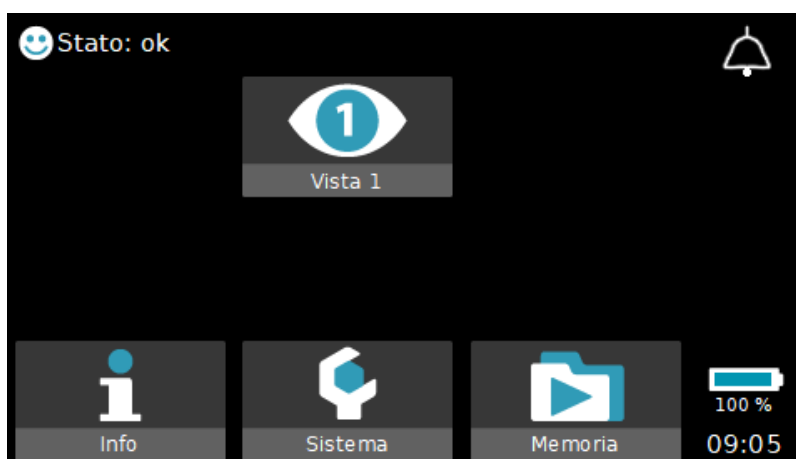 Stato: ok
1
Vista 1
Info
Sistema
Memoria
100 %
09:05